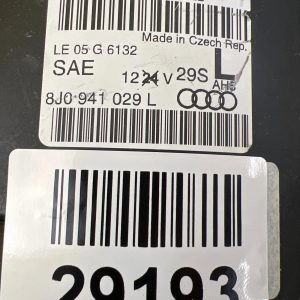 Made in Czech Rep.
LE 05 G 6132
SAE 12 24 V 29S L
AHS
8J0 941 029 L
29193